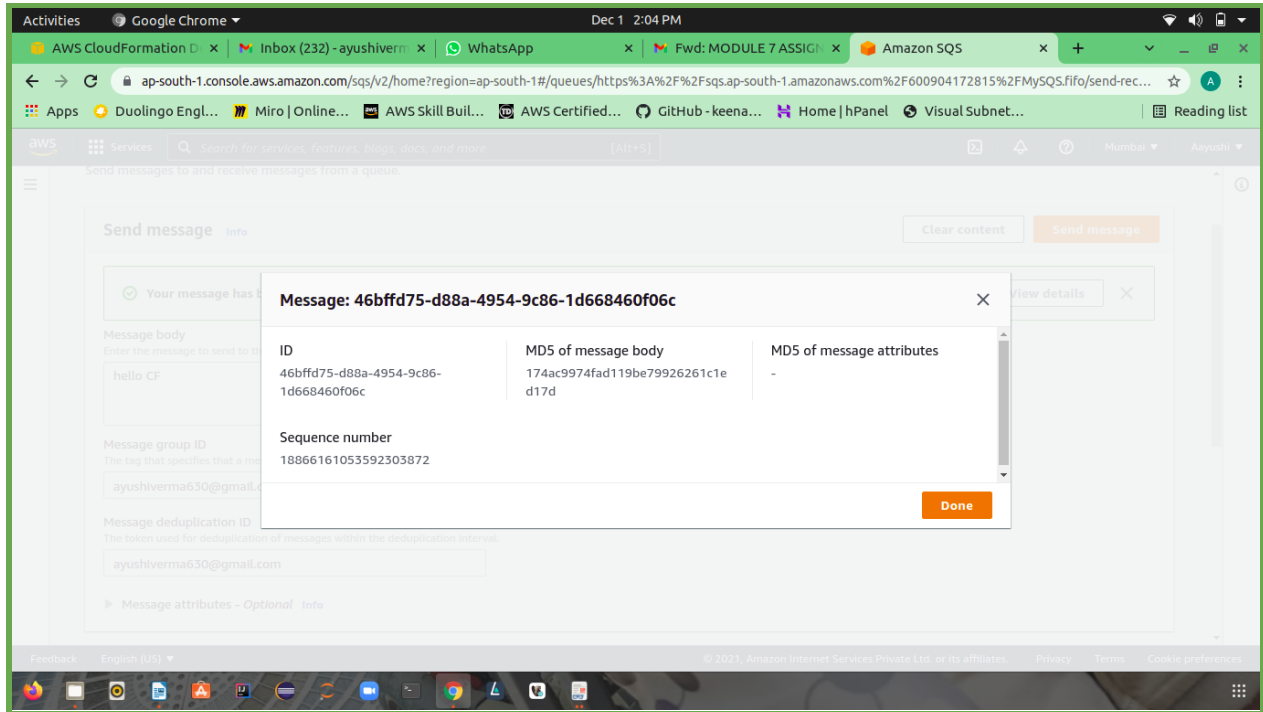 Activities Google Chrome Dec 1 2:04 PM
AWS CloudFormation D Inbox (232) - ayushiverm WhatsApp Fwd: MODULE 7 ASSIGN Amazon SQS
ap-south-1.console.aws.amazon.com/sqs/v2/home?region=ap-south-1#/queues/https%3A%2F%2Fsqs.ap-south-1.amazonaws.com%2F600904172815%2FMySQS.fifo/send-rec...
Apps Duolingo Engl... Miro | Online... AWS Skill Buil... AWS Certified... GitHub - keena... Home | hPanel Visual Subnet... Reading list
aws Services Search for services, features, blogs, docs, and more [Alt+S] Mumbai Aayushi
Send messages to and receive messages from a queue.
Send message Info Clear content Send message
Your message has b View details
Message: 46bffd75-d88a-4954-9c86-1d668460f06c
Message body
Enter the message to send to th
hello CF
ID MD5 of message body MD5 of message attributes
46bffd75-d88a-4954-9c86- 174ac9974fad119be79926261c1e -
1d668460f06c d17d
Sequence number
18866161053592303872
Done
Message group ID
The tag that specifies that a me
ayushiverma630@gmail.c
Message deduplication ID
The token used for deduplication of messages within the deduplication interval.
ayushiverma630@gmail.com
Message attributes - Optional Info
Feedback English (US) © 2021, Amazon Internet Services Private Ltd. or its affiliates. Privacy Terms Cookie preferences